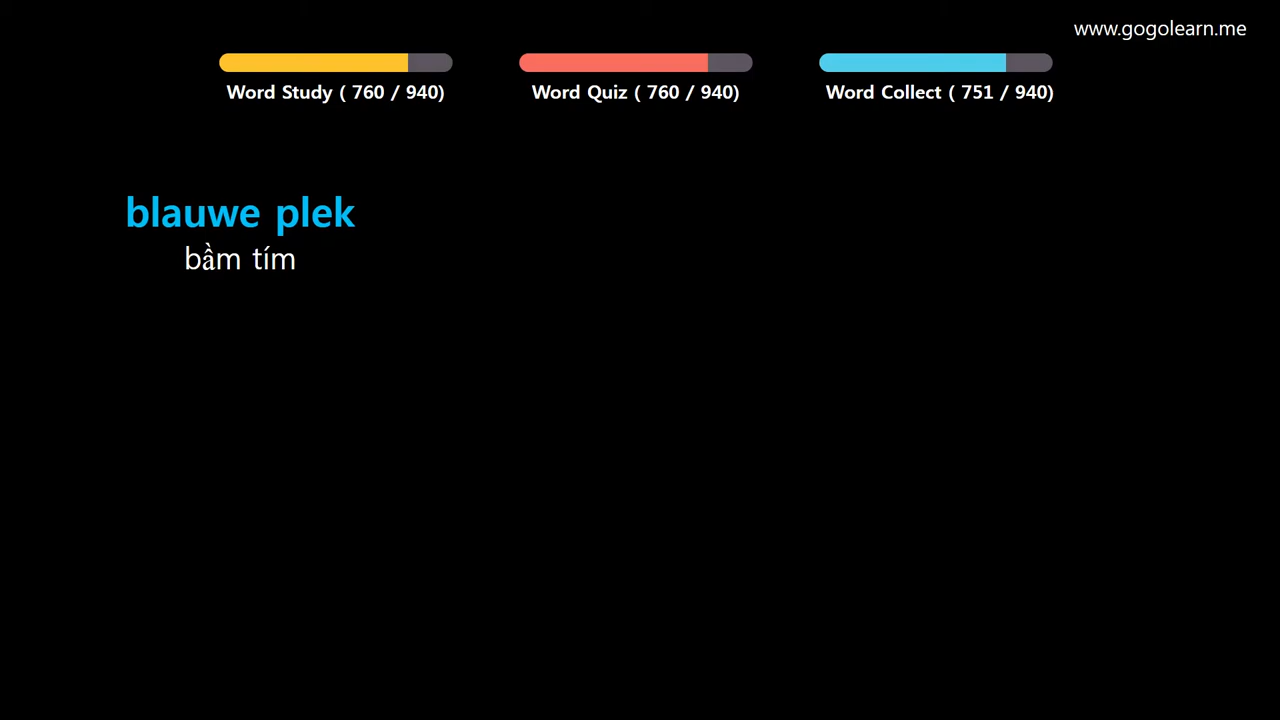 www.gogolearn.me
Word Study ( 760 / 940)
Word Quiz ( 760 / 940)
Word Collect ( 751 / 940)
blauwe plek
bầm tím